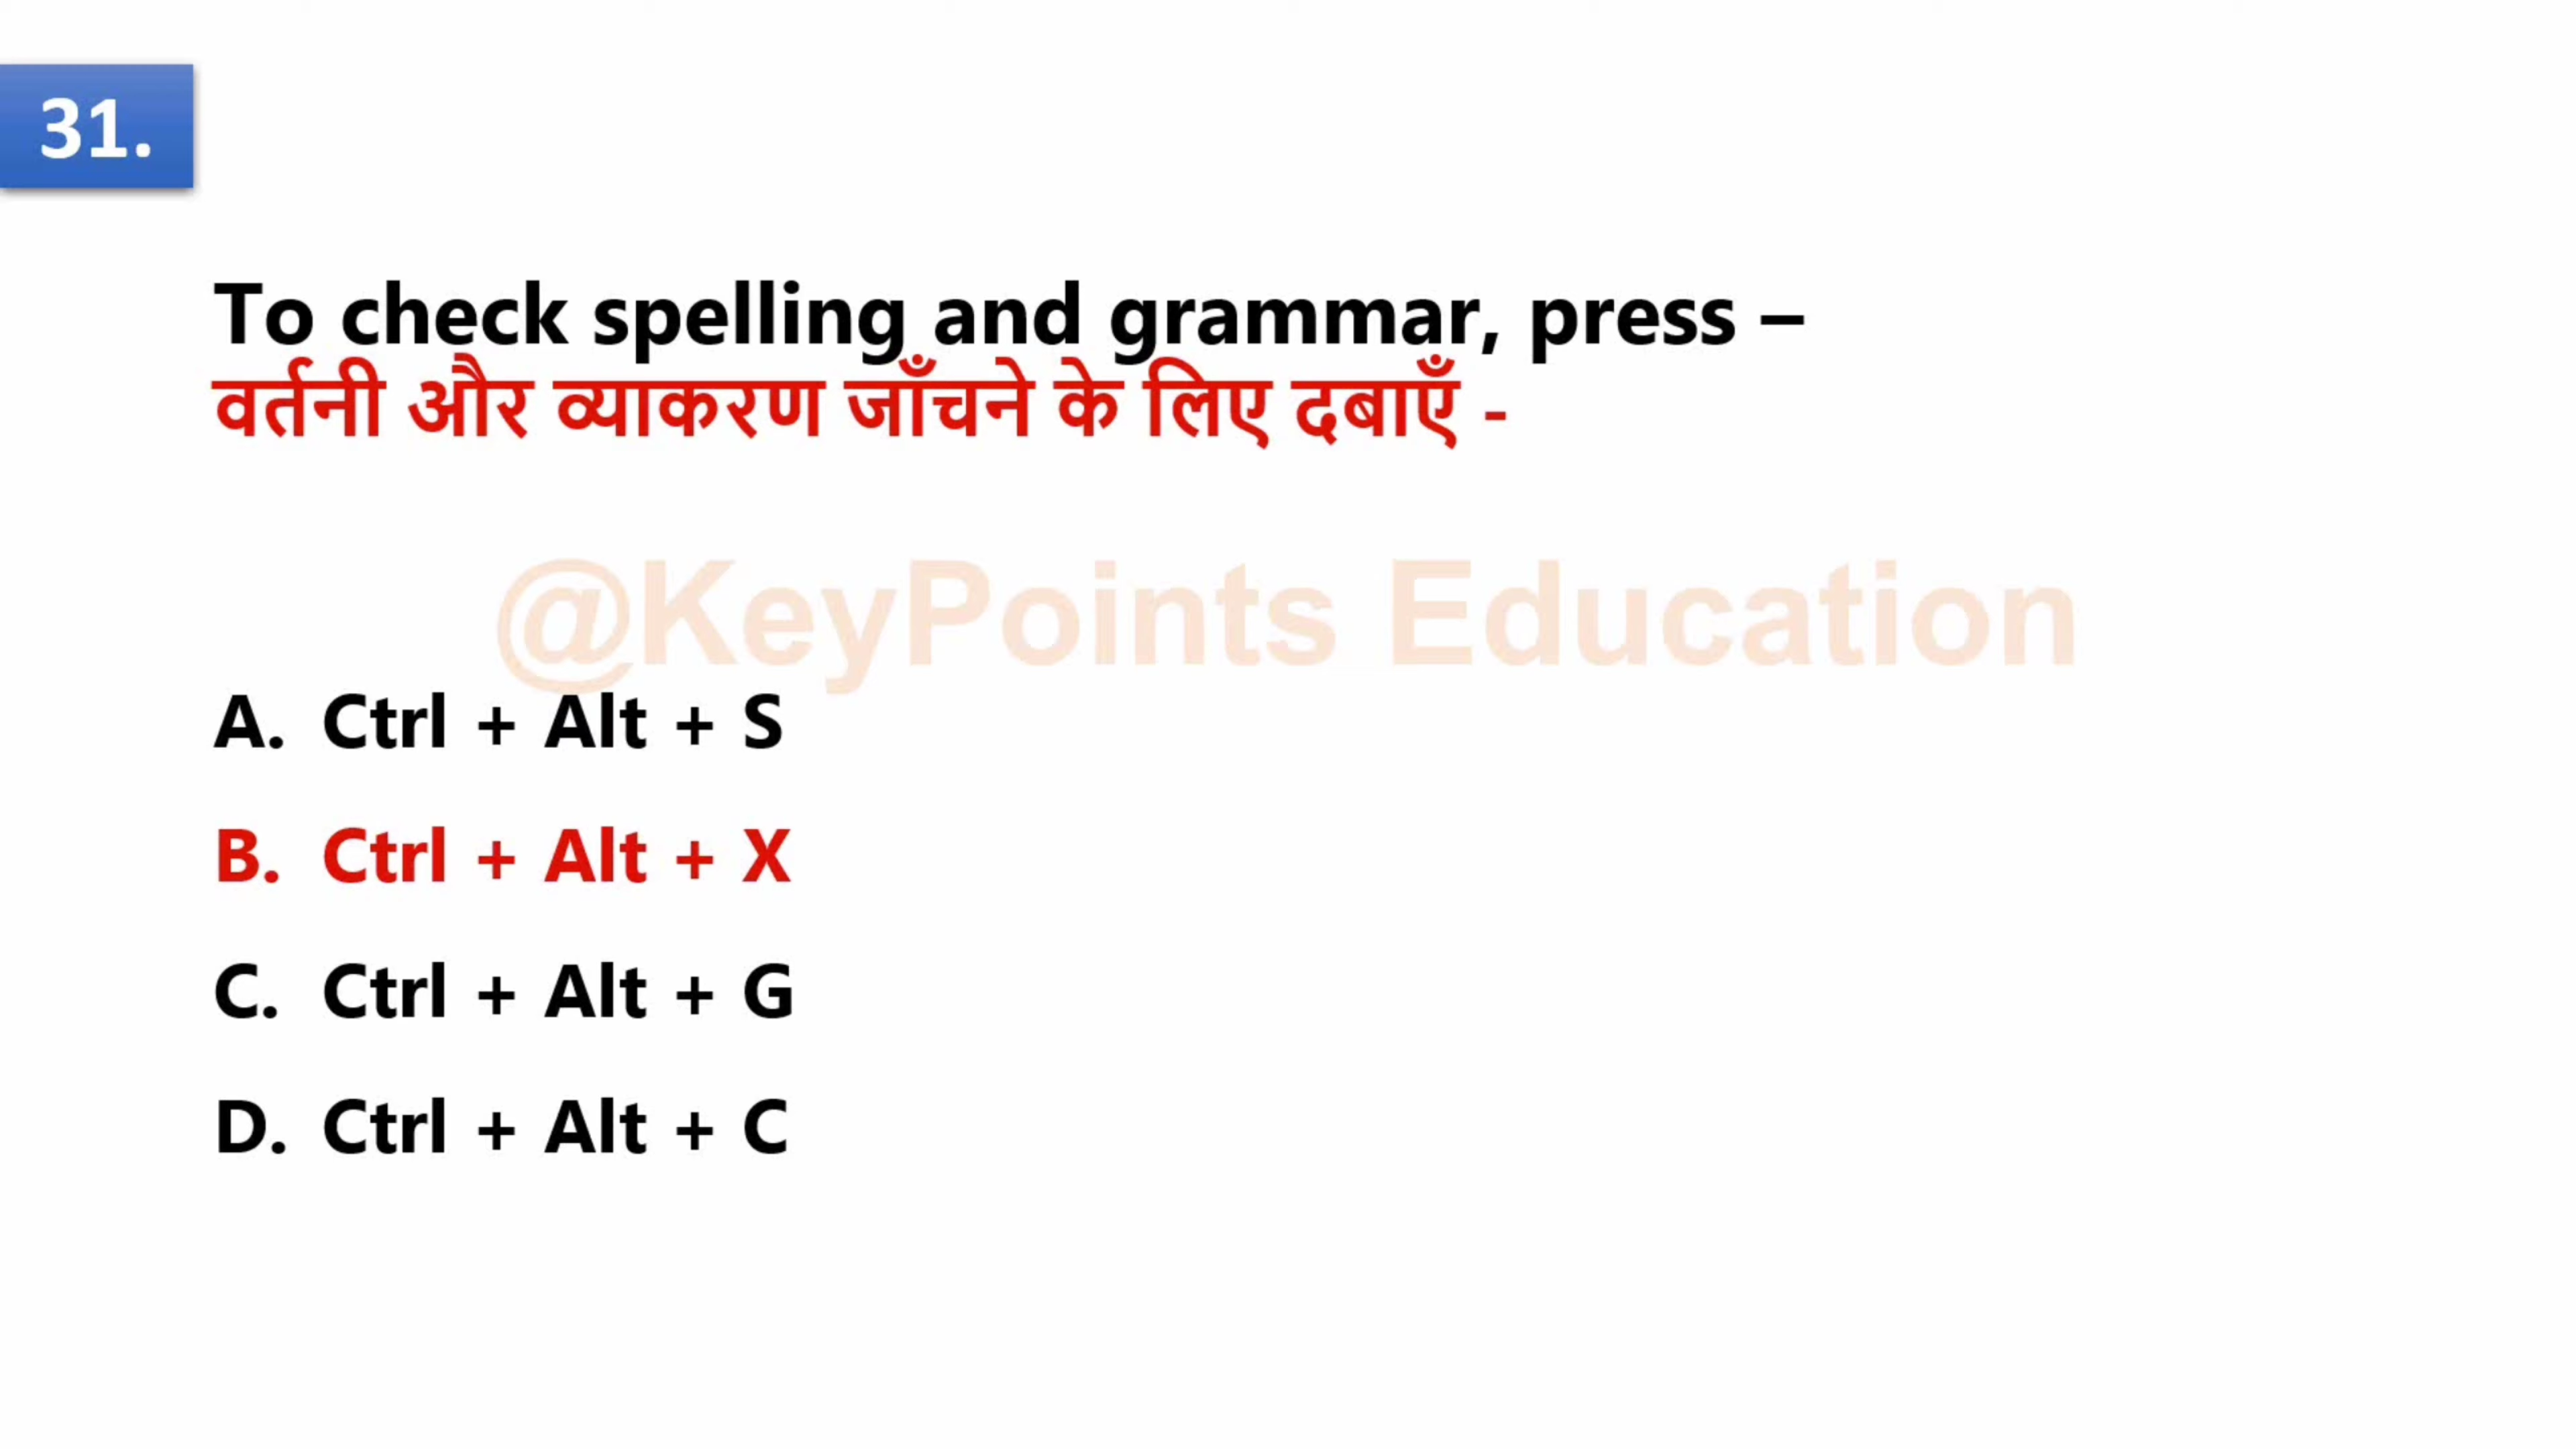 31.
To check spelling and grammar, press –
वर्तनी और व्याकरण जाँचने के लिए दबाएँ -
@KeyPoints Education
A. Ctrl + Alt + S
B. Ctrl + Alt + X
C. Ctrl + Alt + G
D. Ctrl + Alt + C